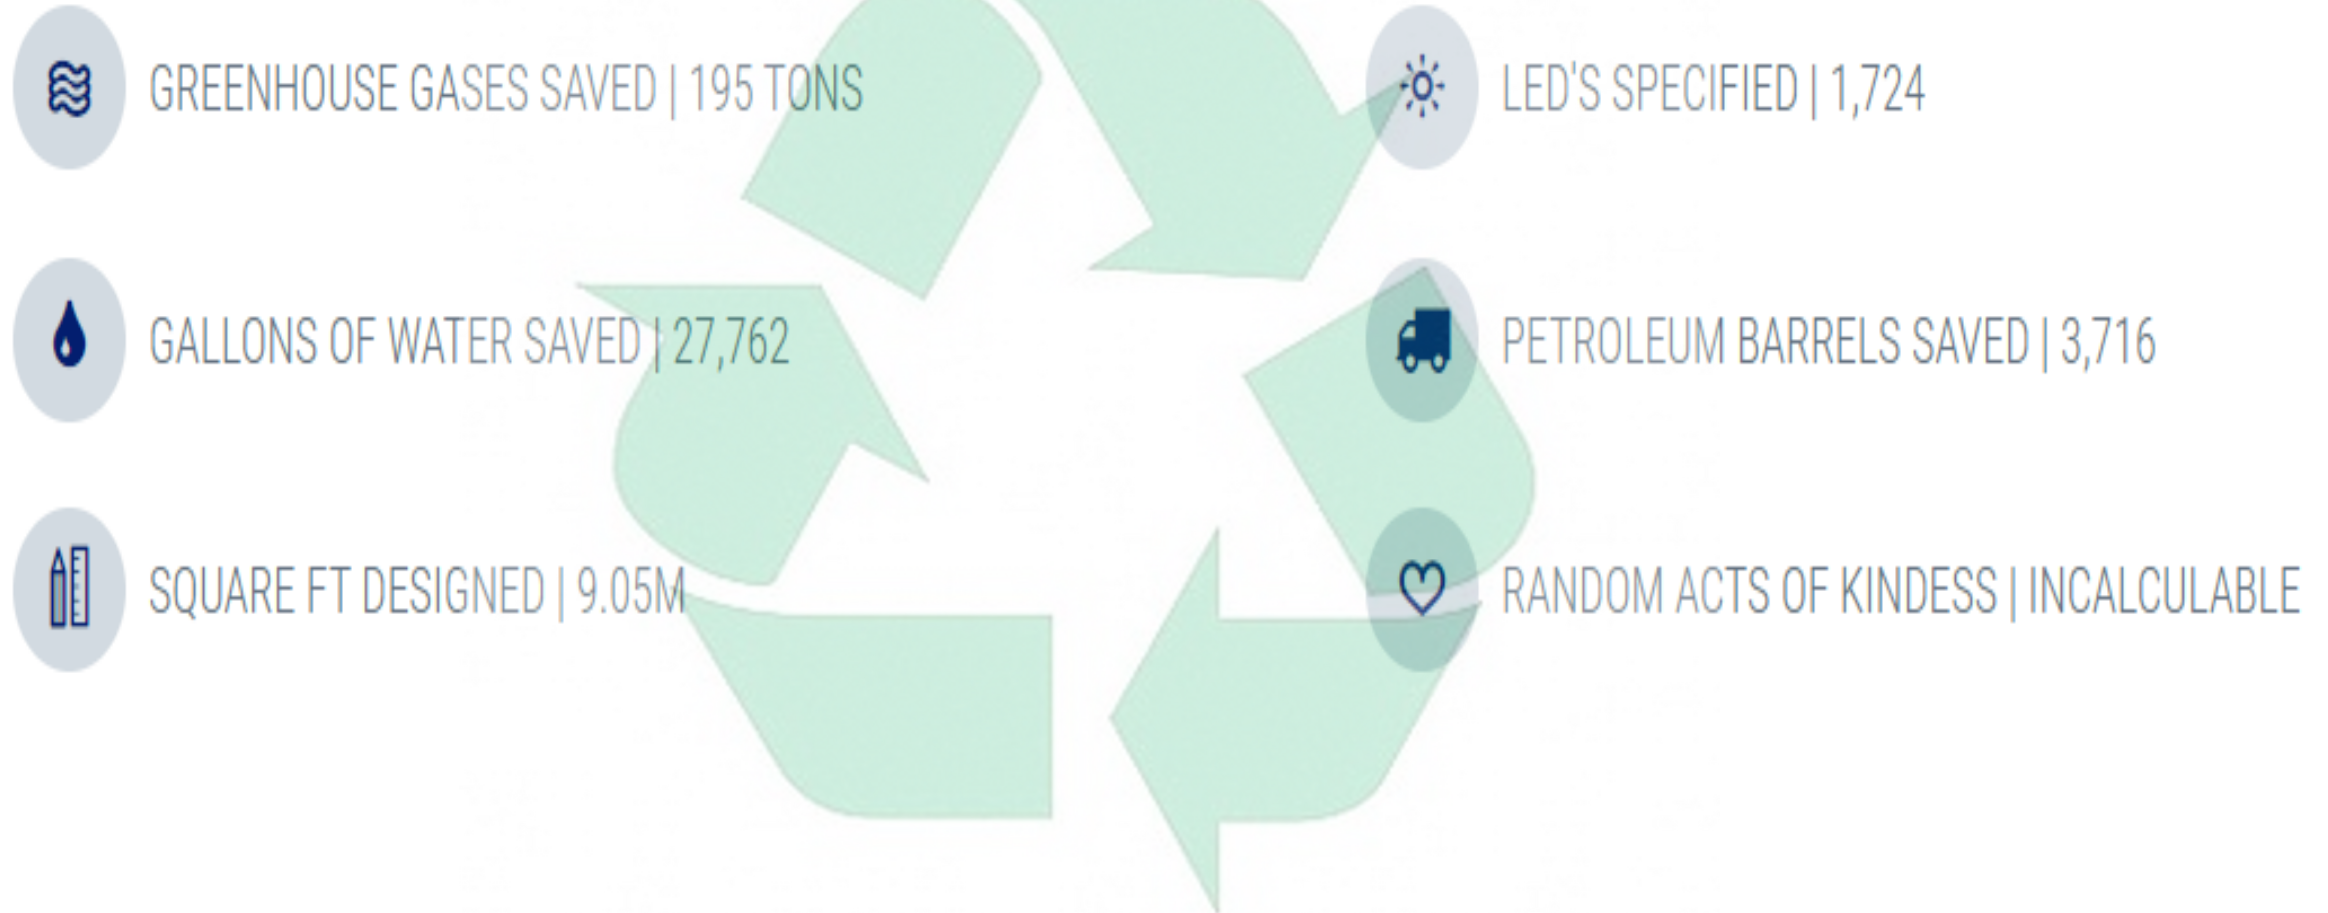 GREENHOUSE GASES SAVED | 195 TONS
GALLONS OF WATER SAVED | 27,762
SQUARE FT DESIGNED | 9.05M
LED'S SPECIFIED | 1,724
PETROLEUM BARRELS SAVED | 3,716
RANDOM ACTS OF KINDESS | INCALCULABLE